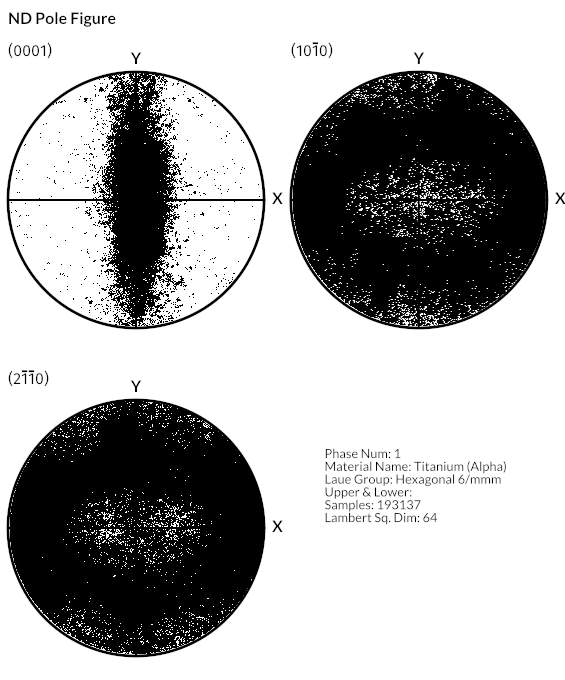 ND Pole Figure
(0001)
Y
X
(101̅0)
Y
X
(21̅1̅0)
Y
X
Phase Num: 1
Material Name: Titanium (Alpha)
Laue Group: Hexagonal 6/mmm
Upper & Lower:
Samples: 193137
Lambert Sq. Dim: 64